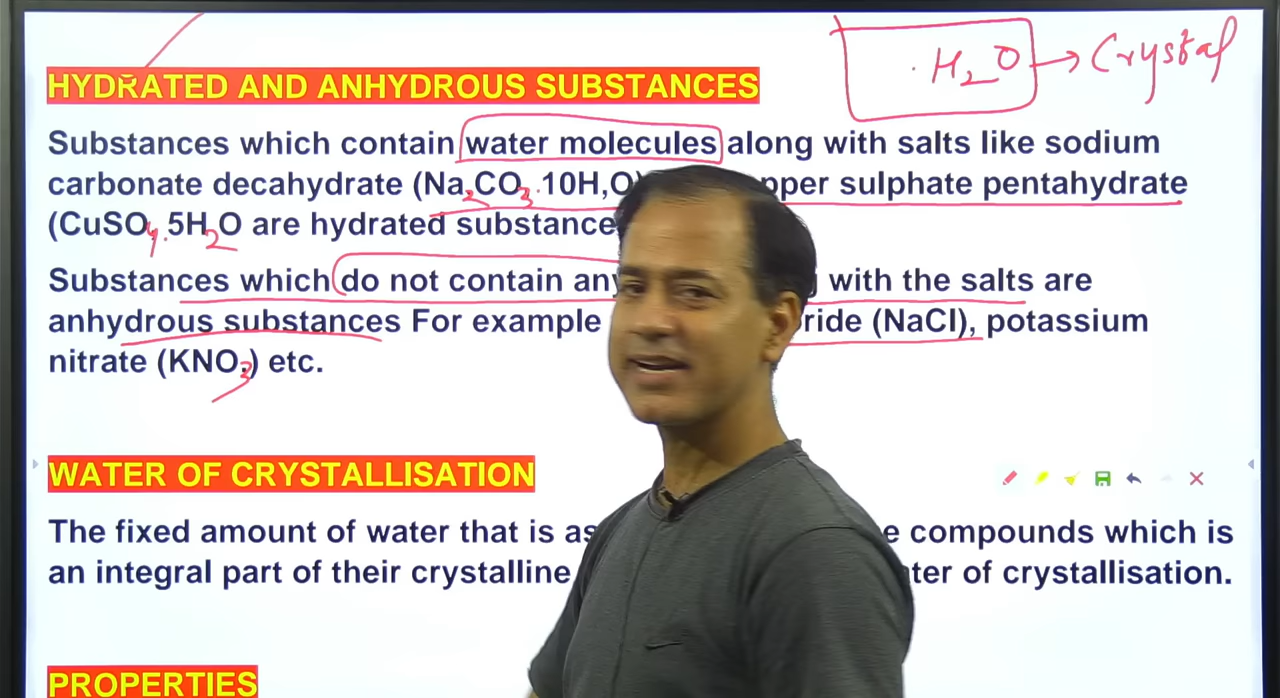 · H₂O → Crystal
HYDRATED AND ANHYDROUS SUBSTANCES
Substances which contain water molecules along with salts like sodium
carbonate decahydrate (Na₂CO₃.10H,O) pper sulphate pentahydrate
(CuSO₄.5H₂O are hydrated substance
Substances which do not contain any with the salts are
anhydrous substances For example ride (NaCl), potassium
nitrate (KNO₃) etc.
WATER OF CRYSTALLISATION
The fixed amount of water that is as e compounds which is
an integral part of their crystalline ter of crystallisation.
PROPERTIES